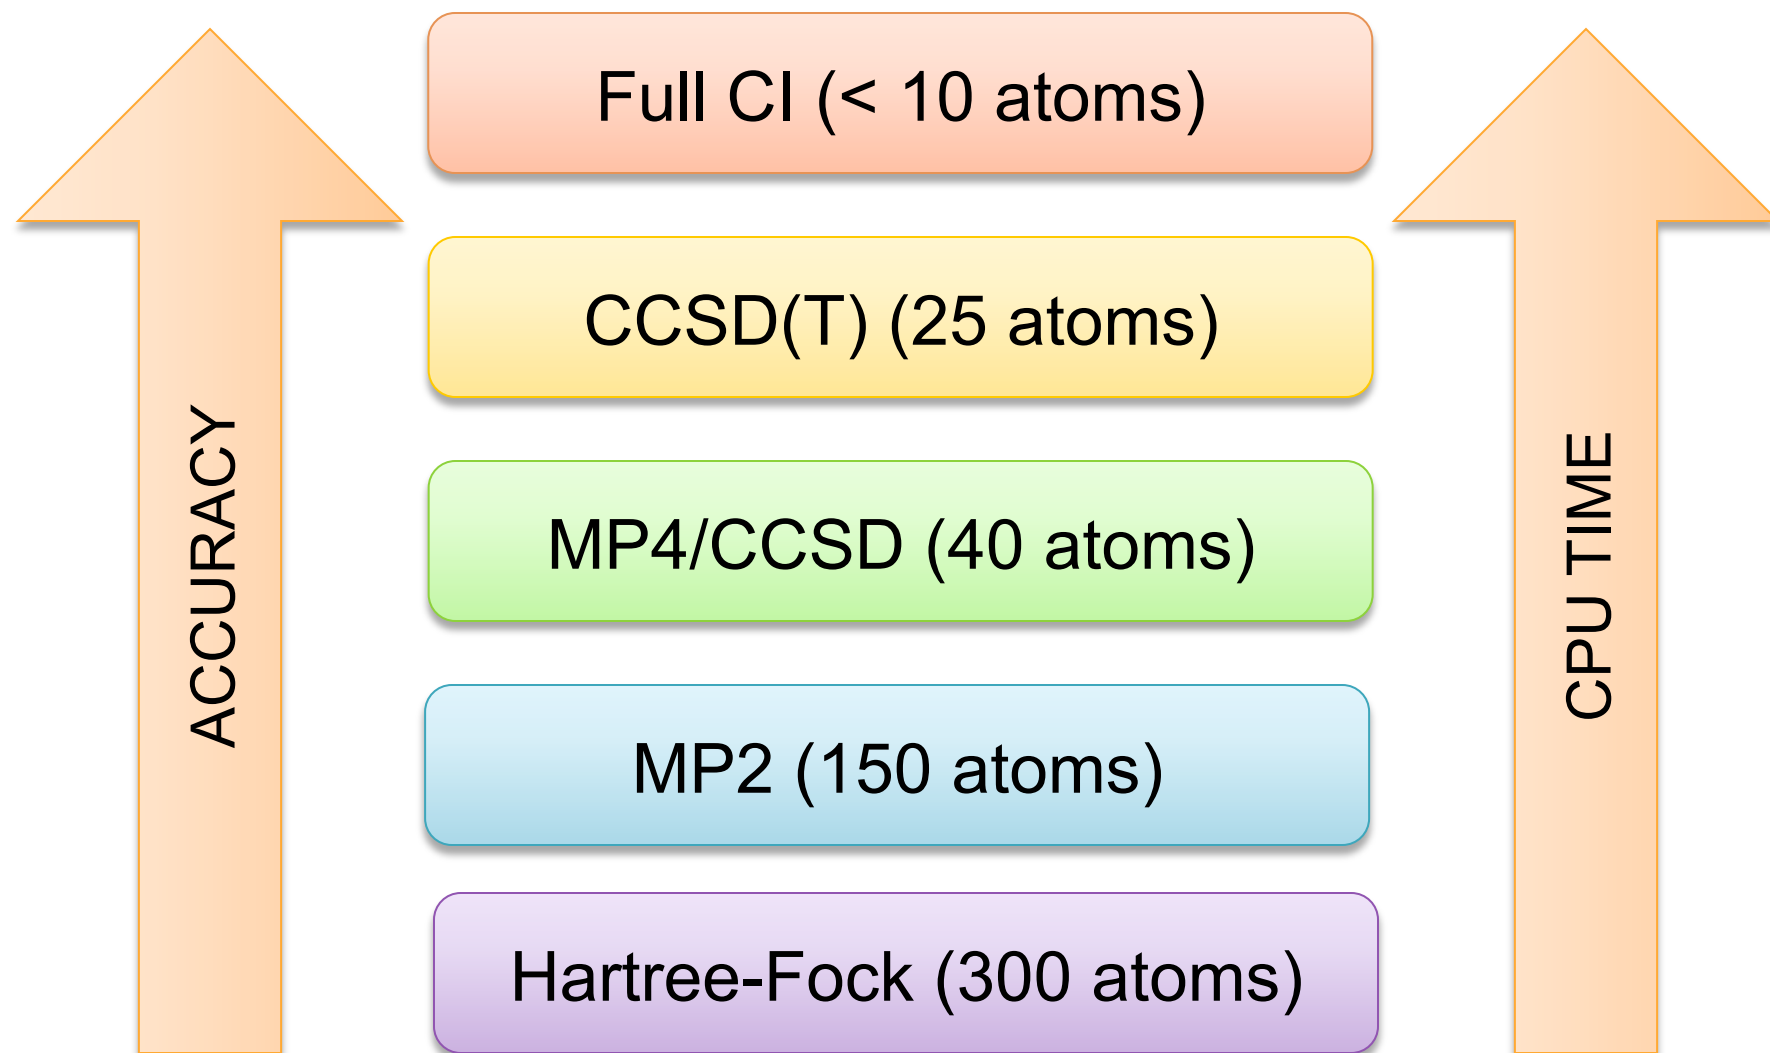 Full CI (< 10 atoms)
CCSD(T) (25 atoms)
MP4/CCSD (40 atoms)
MP2 (150 atoms)
Hartree-Fock (300 atoms)
ACCURACY
CPU TIME